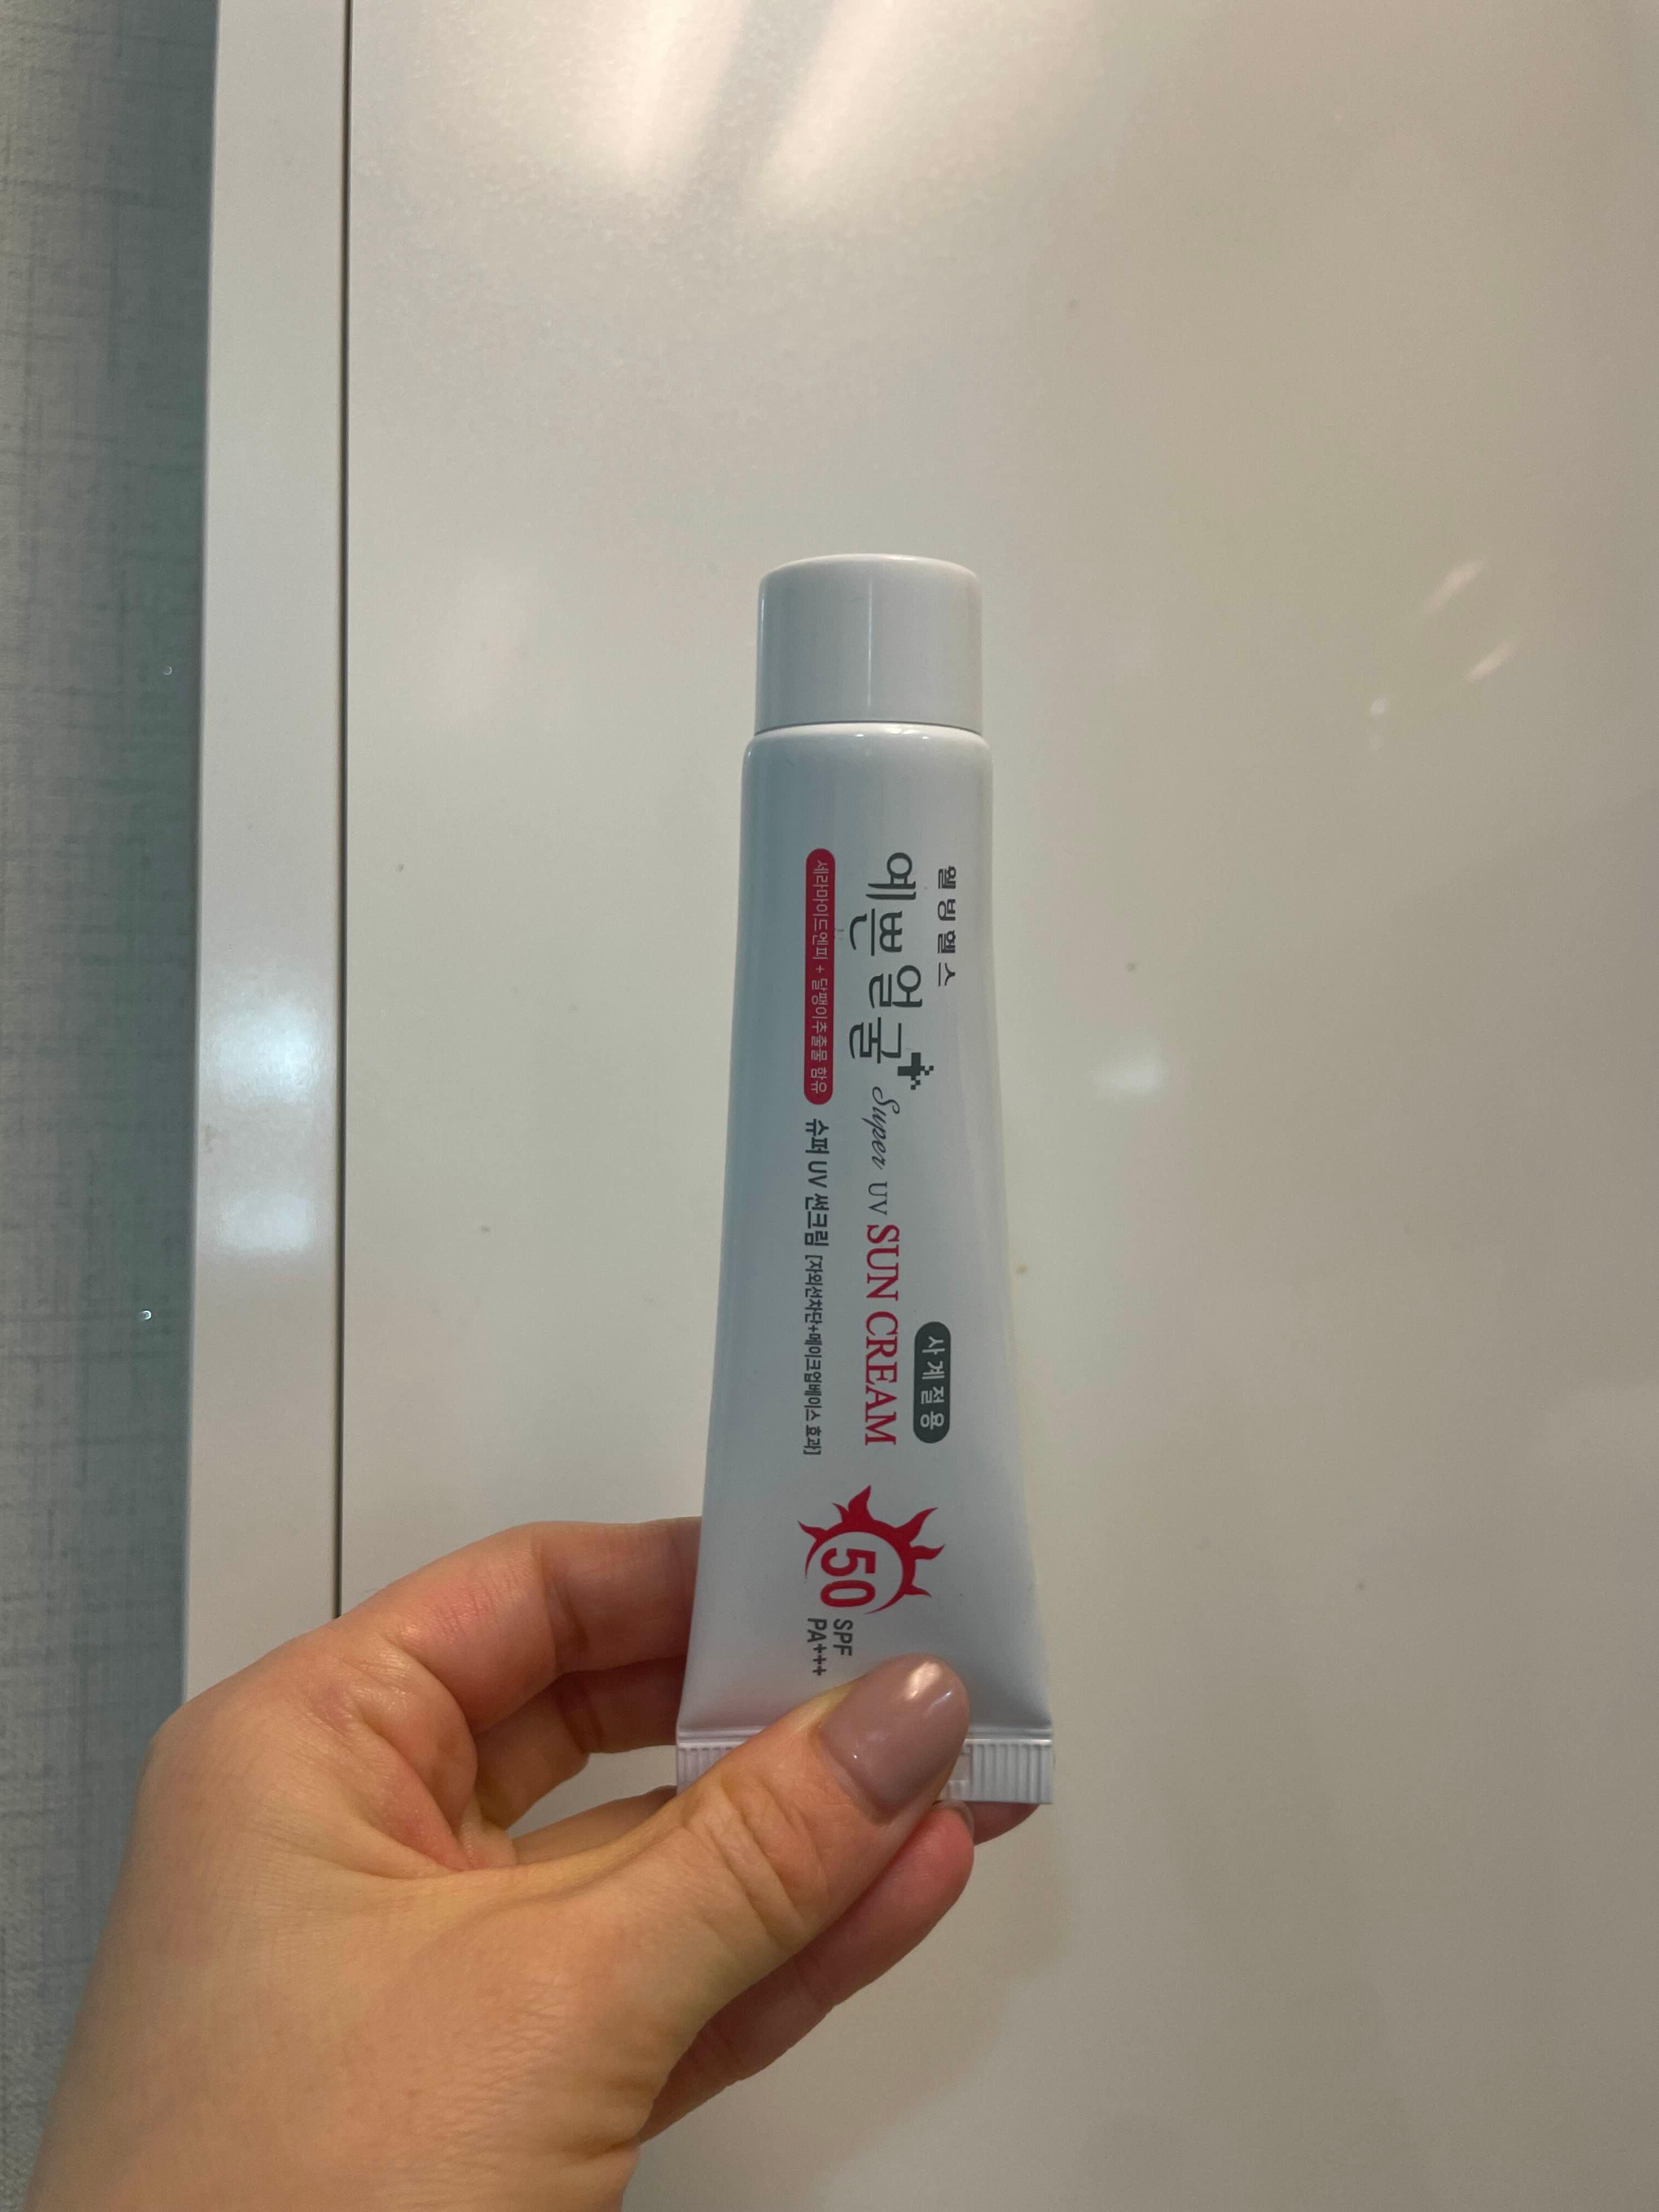 웰빙헬스
예쁜얼굴 Super UV SUN CREAM
사계절용
세라마이드엔피 + 달팽이추출물 함유 슈퍼 UV 썬크림 [자외선차단+메이크업베이스 효과]
50 SPF
PA+++